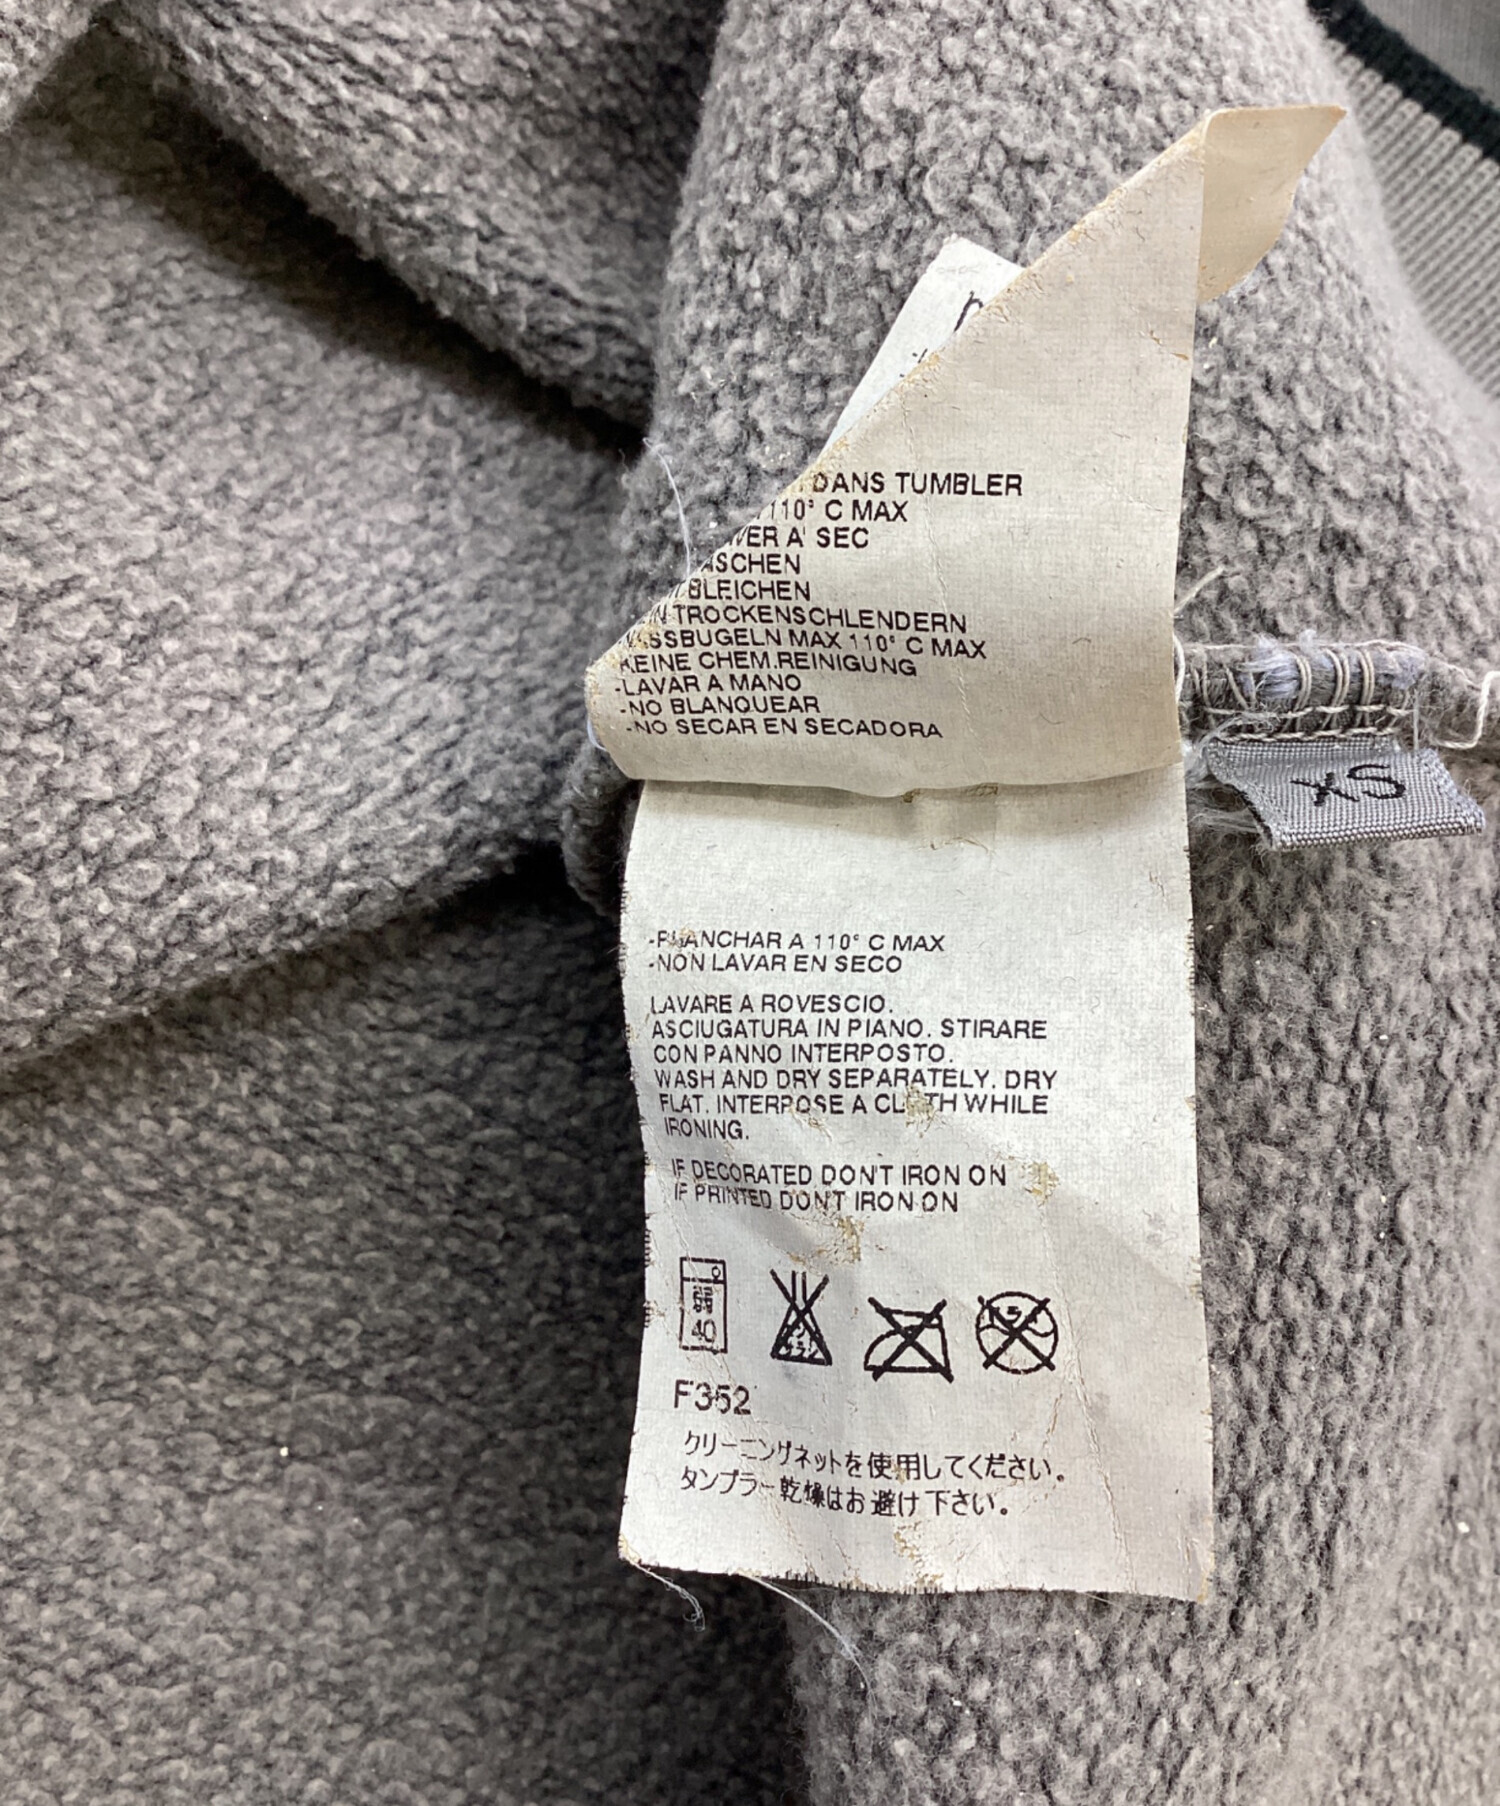 DANS TUMBLER
110° C MAX
VER A' SEC
ASCHEN
BLEICHEN
N TROCKENSCHLENDERN
SSBUGELN MAX 110° C MAX
KEINE CHEM.REINIGUNG
-LAVAR A MANO
-NO BLANQUEAR
-NO SECAR EN SECADORA
XS
-PLANCHAR A 110° C MAX
-NON LAVAR EN SECO
LAVARE A ROVESCIO.
ASCIUGATURA IN PIANO. STIRARE
CON PANNO INTERPOSTO.
WASH AND DRY SEPARATELY. DRY
FLAT. INTERPOSE A CLOTH WHILE
IRONING.
IF DECORATED DON'T IRON ON
IF PRINTED DON'T IRON ON
40
F352
クリーニングネットを使用してください。
タンブラー乾燥はお避け下さい。